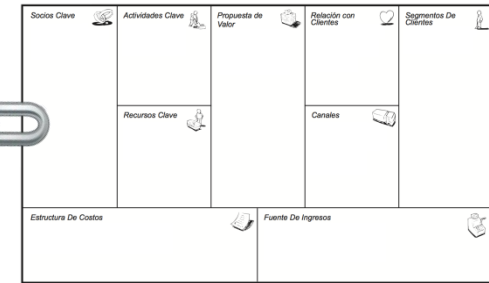 Socios Clave
Actividades Clave
Propuesta de
Valor
Relación con
Clientes
Segmentos De
Clientes
Recursos Clave
Canales
Estructura De Costos
Fuente De Ingresos